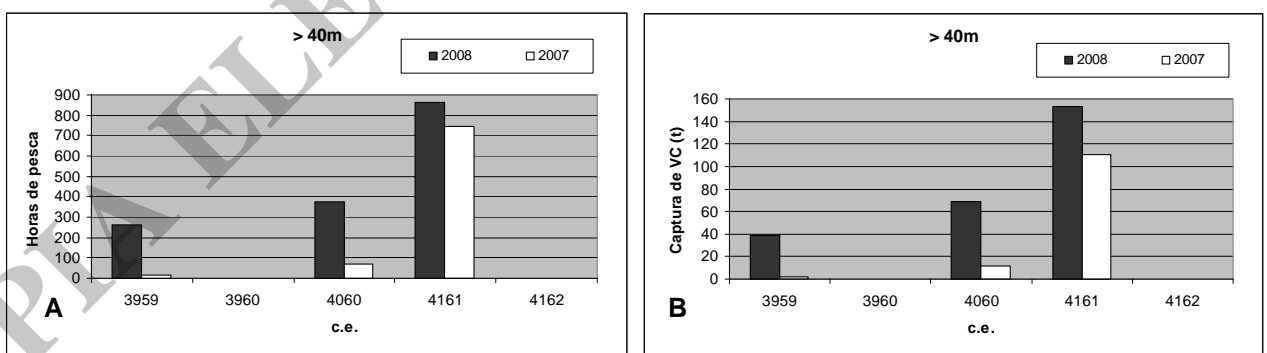 > 40m
2008 2007
Horas de pesca
900
800
700
600
500
400
300
200
100
0
3959 3960 4060 4161 4162
c.e.
A
> 40m
2008 2007
Captura de VC (t)
160
140
120
100
80
60
40
20
0
3959 3960 4060 4161 4162
c.e.
B
PIA ELE